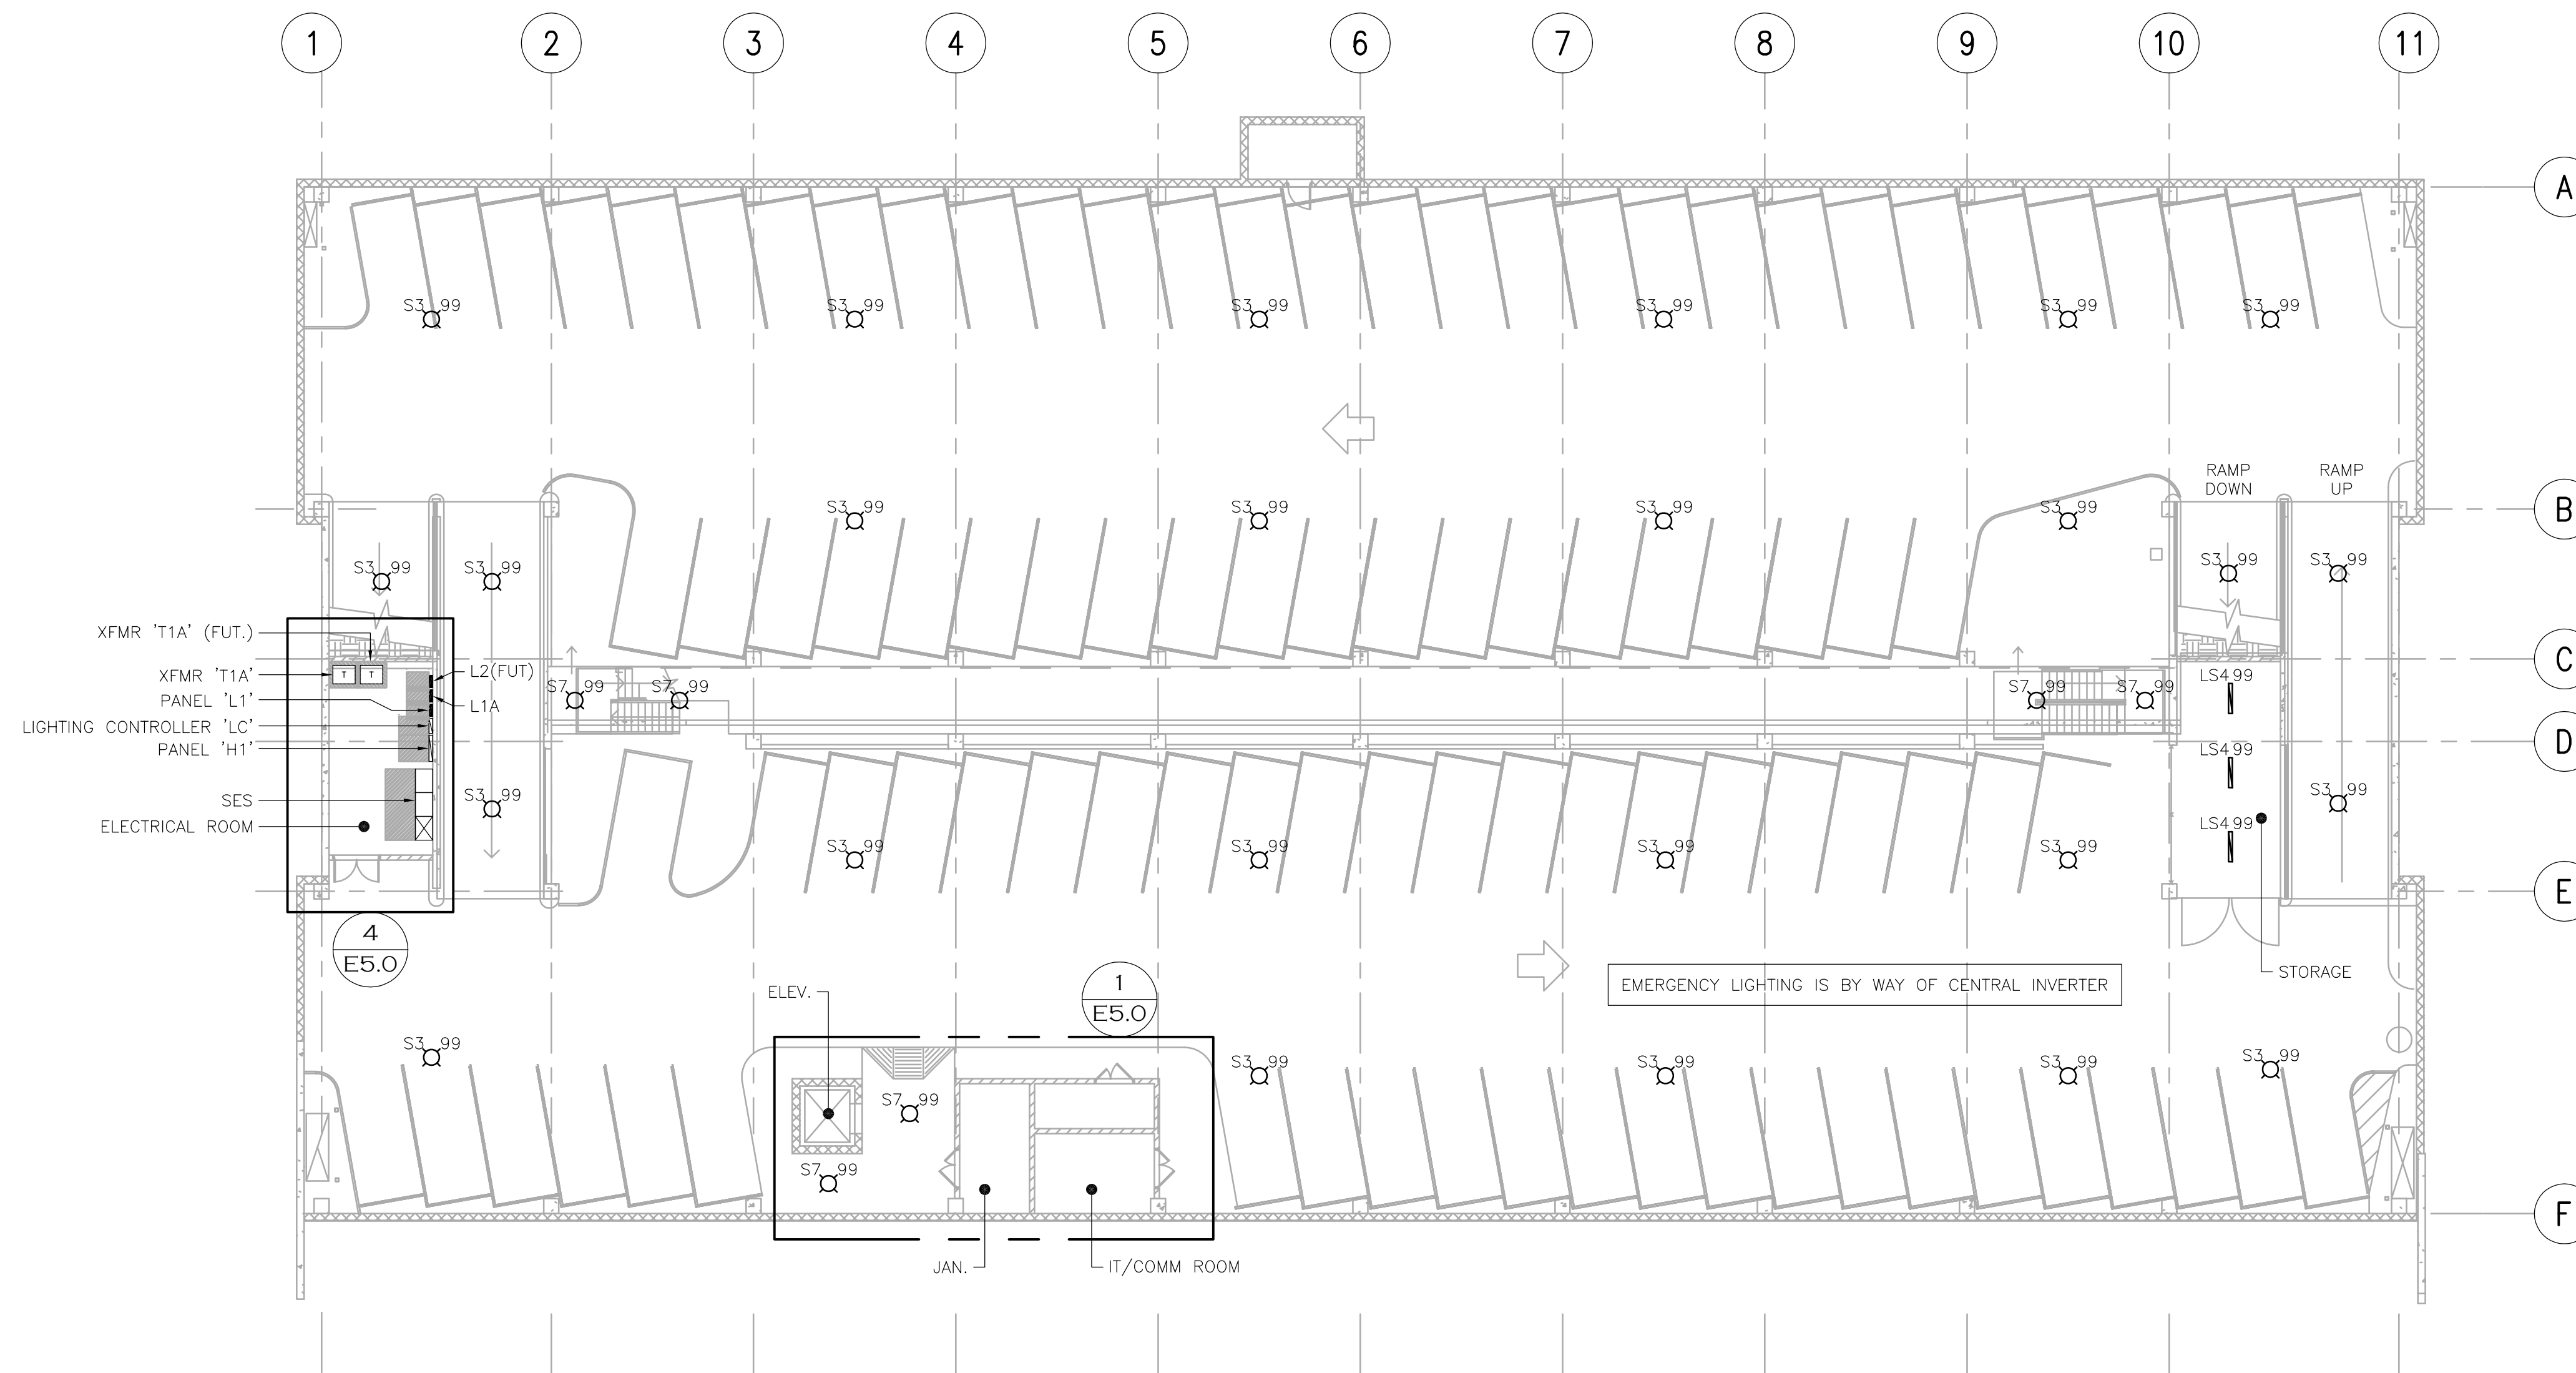 1 2 3 4 5 6 7 8 9 10 11
A
S3 99 S3 99 S3 99 S3 99 S3 99 S3 99
RAMP DOWN
RAMP UP
S3 99 S3 99 S3 99 S3 99
B
S3 99 S3 99 S3 99 S3 99
XFMR 'T1A' (FUT.)
C
XFMR 'T1A' T T L2(FUT)
LS4 99
S7 99 S7 99 S7 99 S7 99
PANEL 'L1' L1A
LIGHTING CONTROLLER 'LC'
PANEL 'H1'
D
LS4 99
SES
S3 99 S3 99
ELECTRICAL ROOM
LS4 99
S3 99 S3 99 S3 99 S3 99
E
4
E5.0
STORAGE
EMERGENCY LIGHTING IS BY WAY OF CENTRAL INVERTER
ELEV.
1
E5.0
S3 99 S3 99 S3 99 S3 99 S3 99
S7 99
S7 99
F
JAN.
IT/COMM ROOM